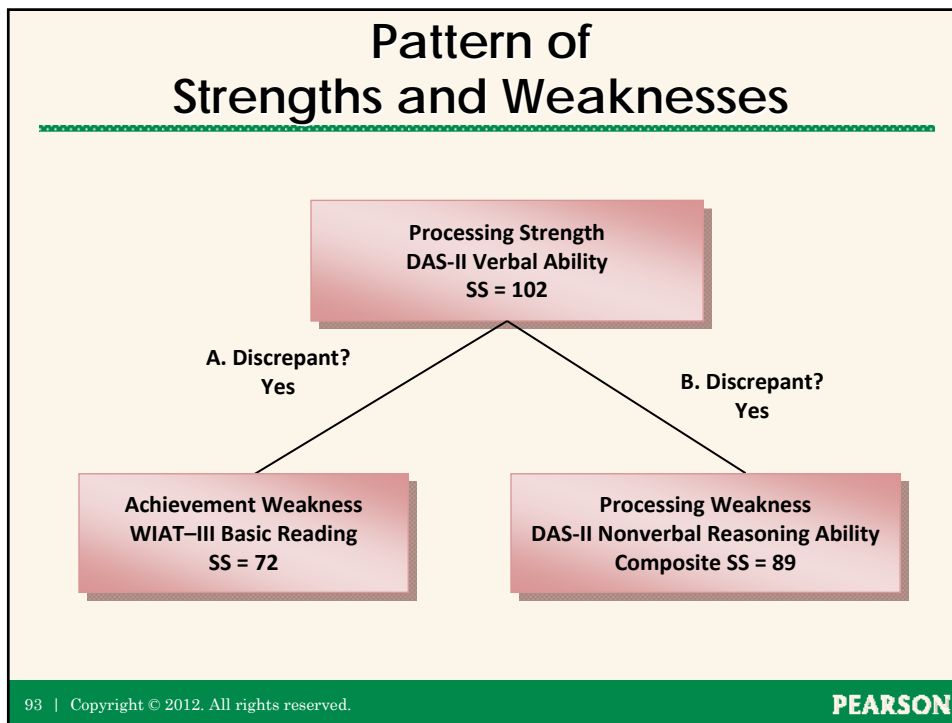 Pattern of
Strengths and Weaknesses
Processing Strength
DAS-II Verbal Ability
SS = 102
A. Discrepant?
Yes
B. Discrepant?
Yes
Achievement Weakness
WIAT–III Basic Reading
SS = 72
Processing Weakness
DAS-II Nonverbal Reasoning Ability
Composite SS = 89
93 | Copyright © 2012. All rights reserved.
PEARSON